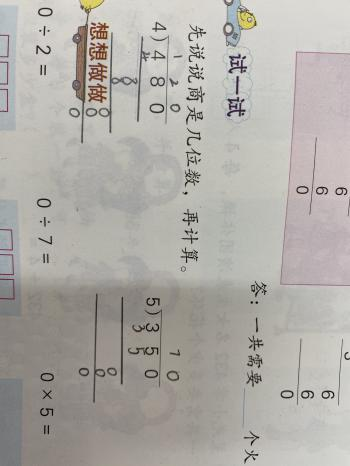 6 6
6 6
0 0
答：一共需要 个火
试一试
先说说商是几位数，再计算。
1 2 0 7 0
4)4 8 0 5)3 5 0
4 3 5
8 0
8 0
0
0
0
想想做做
0÷2= 0÷7= 0×5=